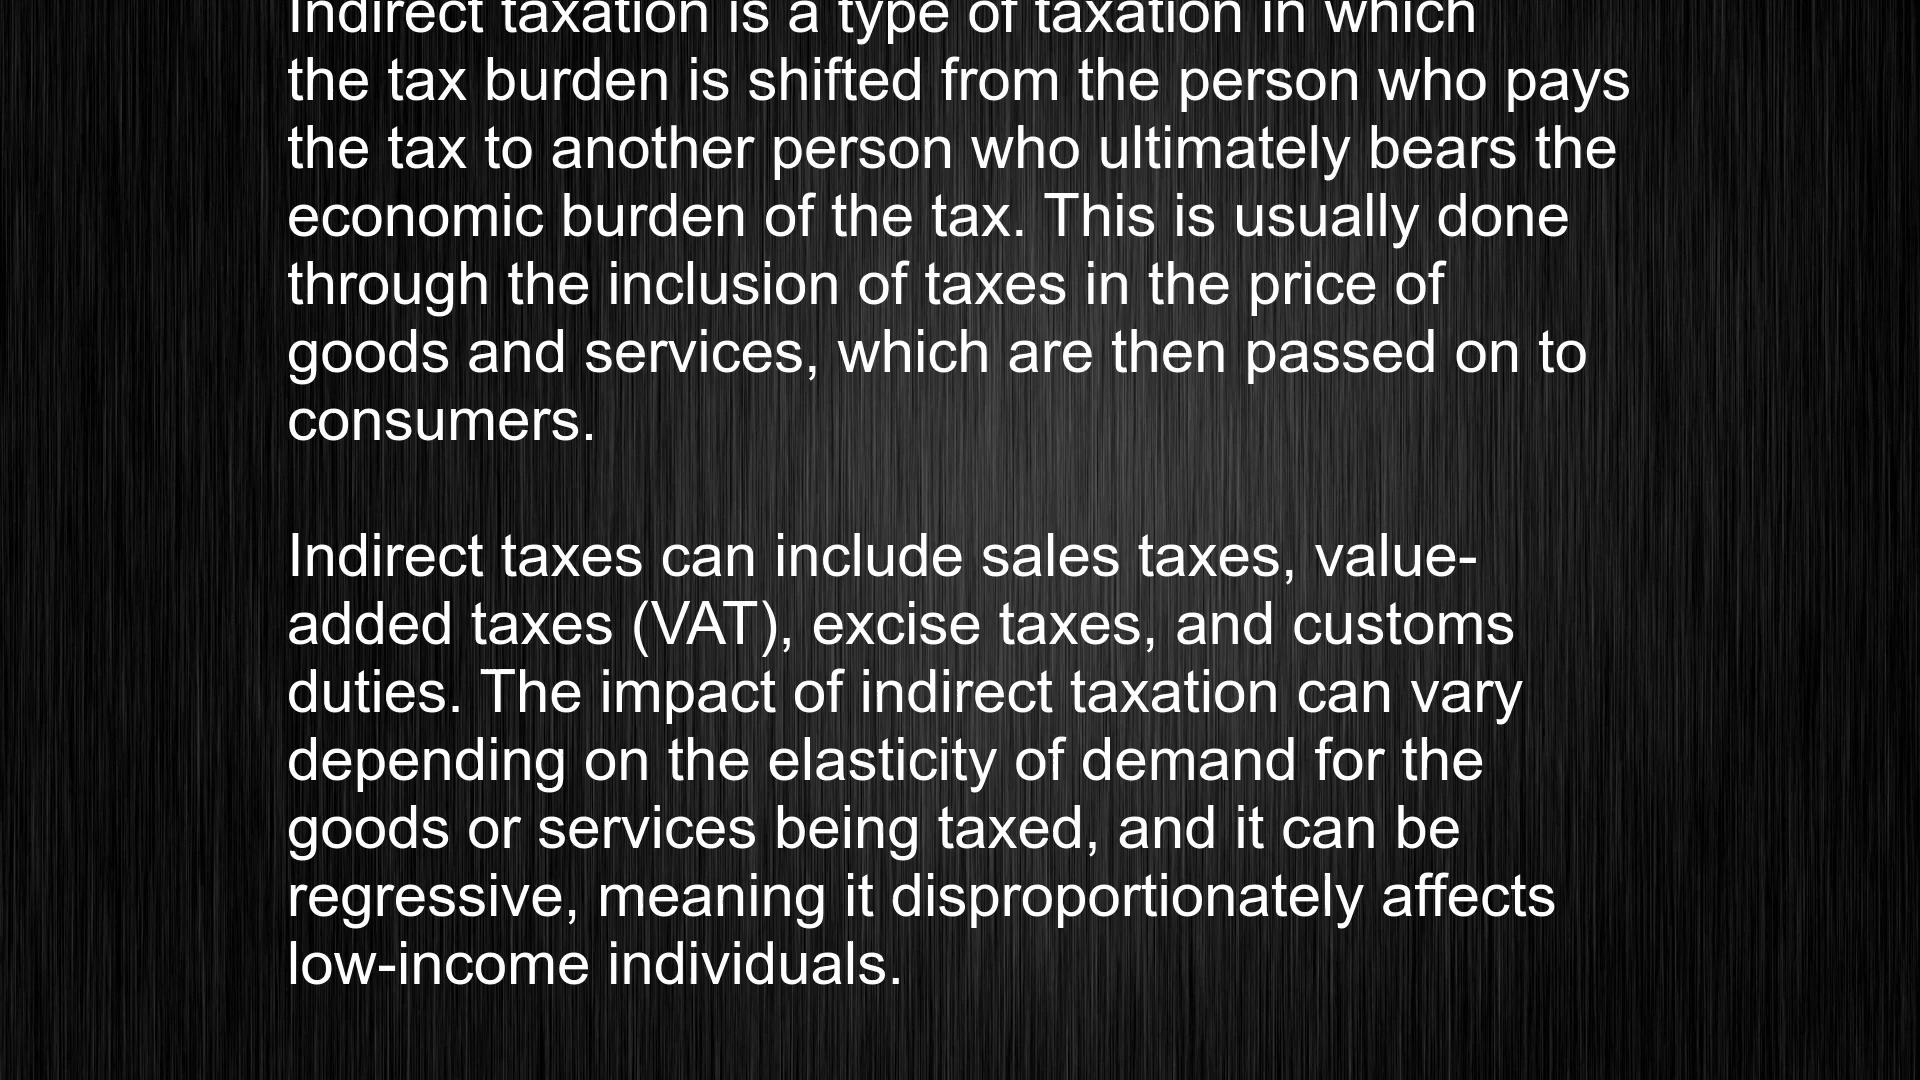 Indirect taxation is a type of taxation in which
the tax burden is shifted from the person who pays
the tax to another person who ultimately bears the
economic burden of the tax. This is usually done
through the inclusion of taxes in the price of
goods and services, which are then passed on to
consumers.
Indirect taxes can include sales taxes, value-
added taxes (VAT), excise taxes, and customs
duties. The impact of indirect taxation can vary
depending on the elasticity of demand for the
goods or services being taxed, and it can be
regressive, meaning it disproportionately affects
low-income individuals.